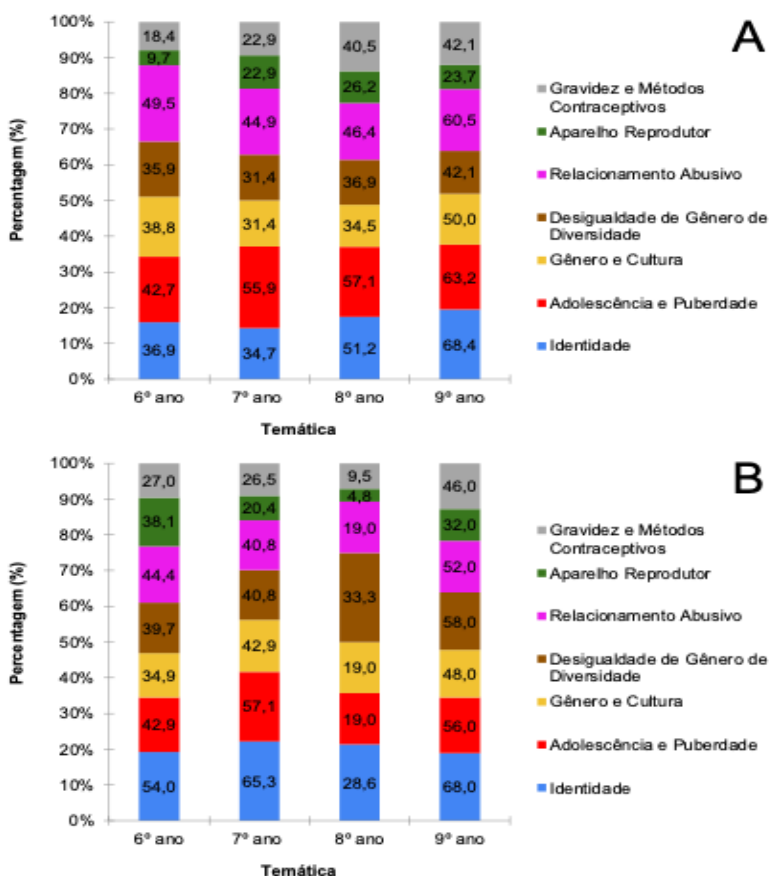 A
100%
90%
80%
70%
60%
50%
40%
30%
20%
10%
0%
Percentagem (%)
18,4 22,9 40,5 42,1
9,7 22,9 26,2 23,7
49,5 44,9 46,4 60,5
35,9 31,4 36,9 42,1
38,8 31,4 34,5 50,0
42,7 55,9 57,1 63,2
36,9 34,7 51,2 68,4
6º ano 7º ano 8º ano 9º ano
Temática
Gravidez e Métodos
Contraceptivos
Aparelho Reprodutor
Relacionamento Abusivo
Desigualdade de Gênero de
Diversidade
Gênero e Cultura
Adolescência e Puberdade
Identidade
B
100%
90%
80%
70%
60%
50%
40%
30%
20%
10%
0%
Percentagem (%)
27,0 26,5 9,5 46,0
38,1 20,4 4,8 32,0
44,4 40,8 19,0 52,0
39,7 40,8 33,3 58,0
34,9 42,9 19,0 48,0
42,9 57,1 19,0 56,0
54,0 65,3 28,6 68,0
6º ano 7º ano 8º ano 9º ano
Temática
Gravidez e Métodos
Contraceptivos
Aparelho Reprodutor
Relacionamento Abusivo
Desigualdade de Gênero de
Diversidade
Gênero e Cultura
Adolescência e Puberdade
Identidade